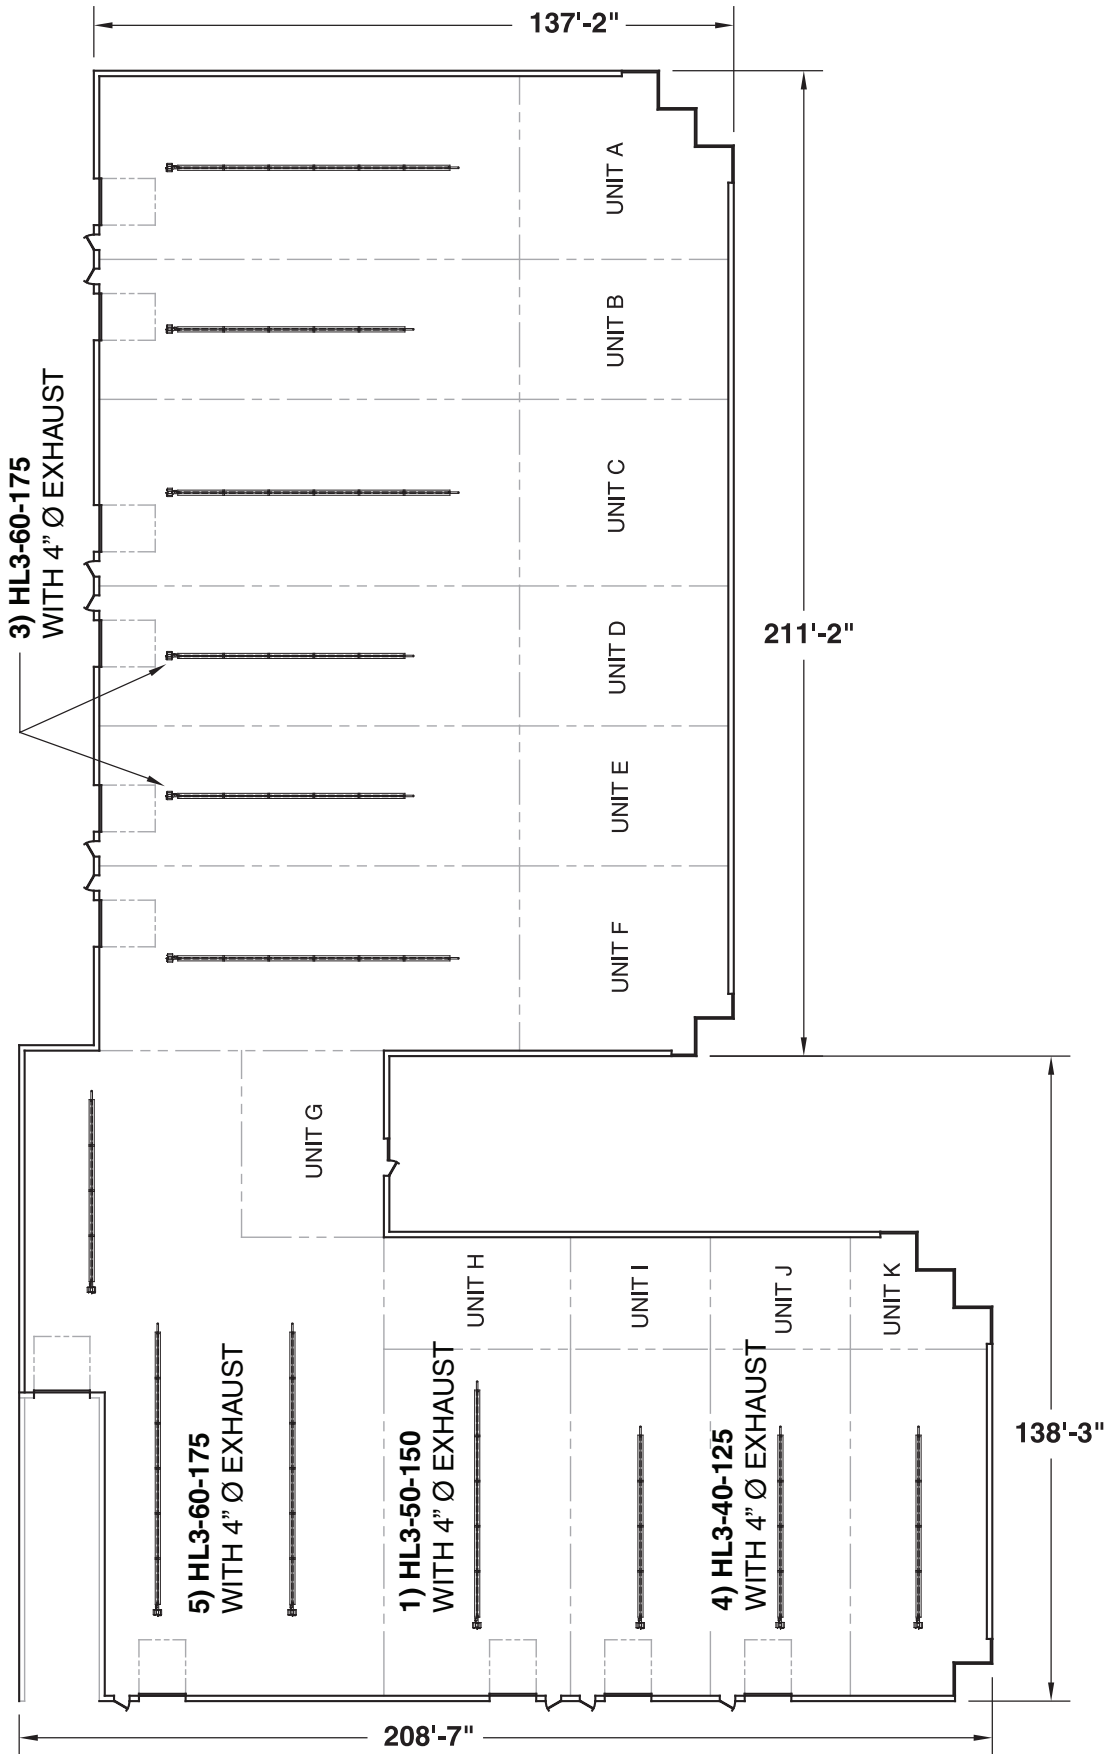 137'-2"
UNIT A
UNIT B
3) HL3-60-175
WITH 4” Ø EXHAUST
UNIT C
UNIT D
211'-2"
UNIT E
UNIT F
UNIT G
UNIT H
UNIT I
UNIT J
UNIT K
5) HL3-60-175
WITH 4” Ø EXHAUST
1) HL3-50-150
WITH 4” Ø EXHAUST
4) HL3-40-125
WITH 4” Ø EXHAUST
138'-3"
208'-7"